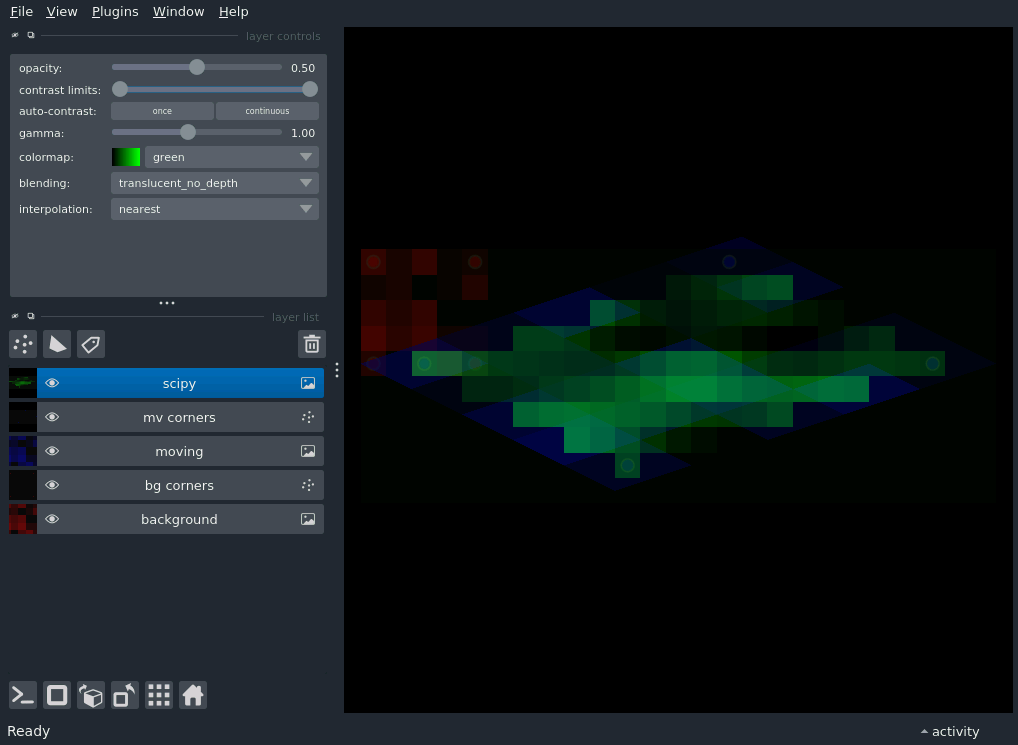 File View Plugins Window Help
layer controls
opacity: 0.50
contrast limits:
auto-contrast: once continuous
gamma: 1.00
colormap: green
blending: translucent_no_depth
interpolation: nearest
layer list
scipy
mv corners
moving
bg corners
background
Ready
activity